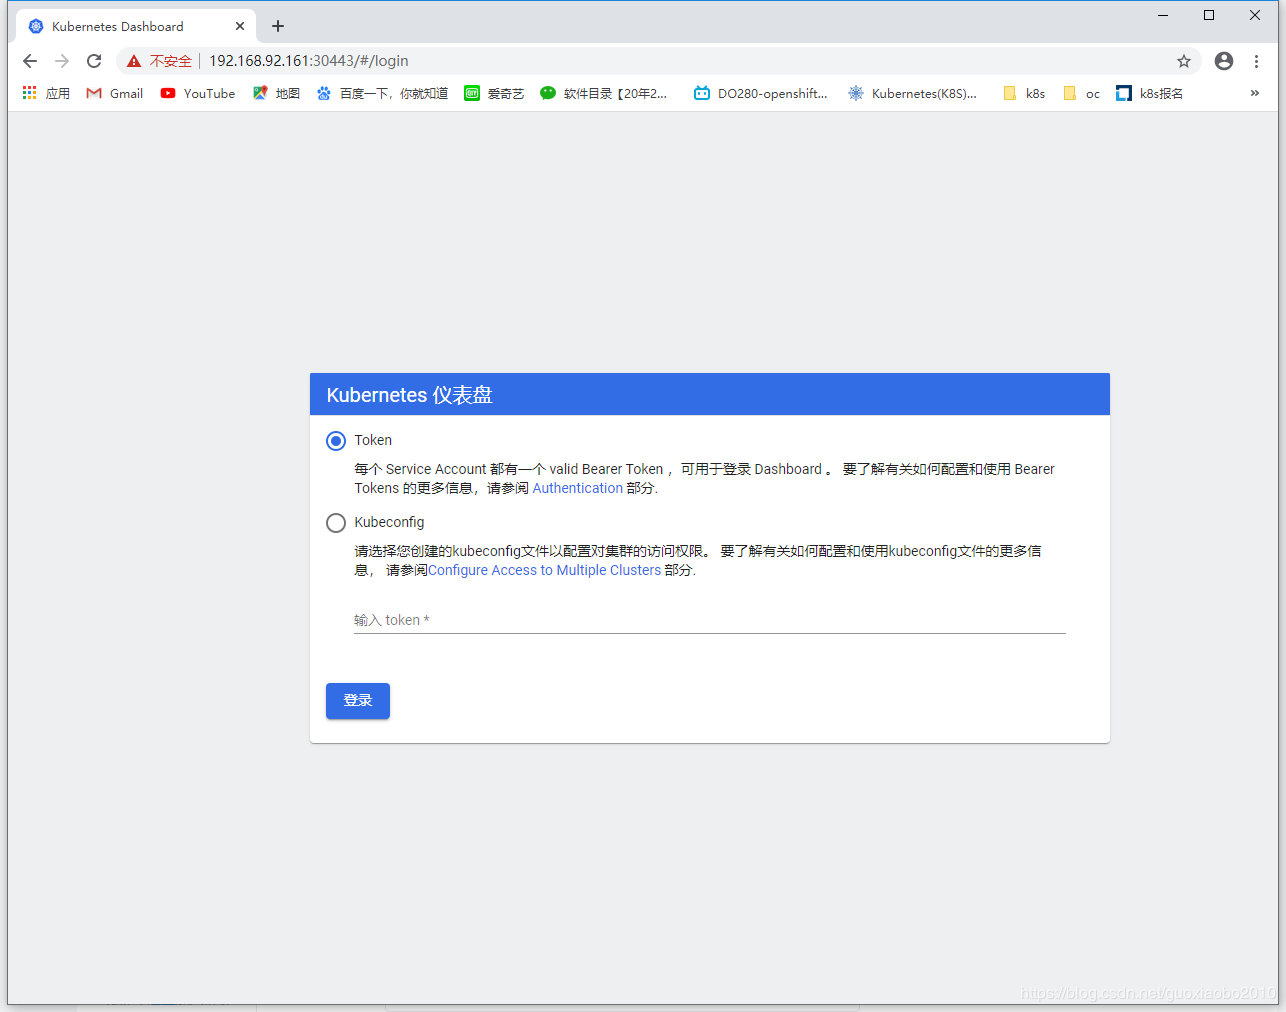 Kubernetes Dashboard
不安全 192.168.92.161:30443/#/login
应用 Gmail YouTube 地图 百度一下，你就知道 爱奇艺 软件目录【20年2... DO280-openshift... Kubernetes(K8S)... k8s oc k8s报名 »
Kubernetes 仪表盘
Token
每个 Service Account 都有一个 valid Bearer Token ，可用于登录 Dashboard 。 要了解有关如何配置和使用 Bearer
Tokens 的更多信息，请参阅 Authentication 部分.
Kubeconfig
请选择您创建的kubeconfig文件以配置对集群的访问权限。 要了解有关如何配置和使用kubeconfig文件的更多信
息， 请参阅Configure Access to Multiple Clusters 部分.
输入 token *
登录
https://blog.csdn.net/guoxiaobo2010